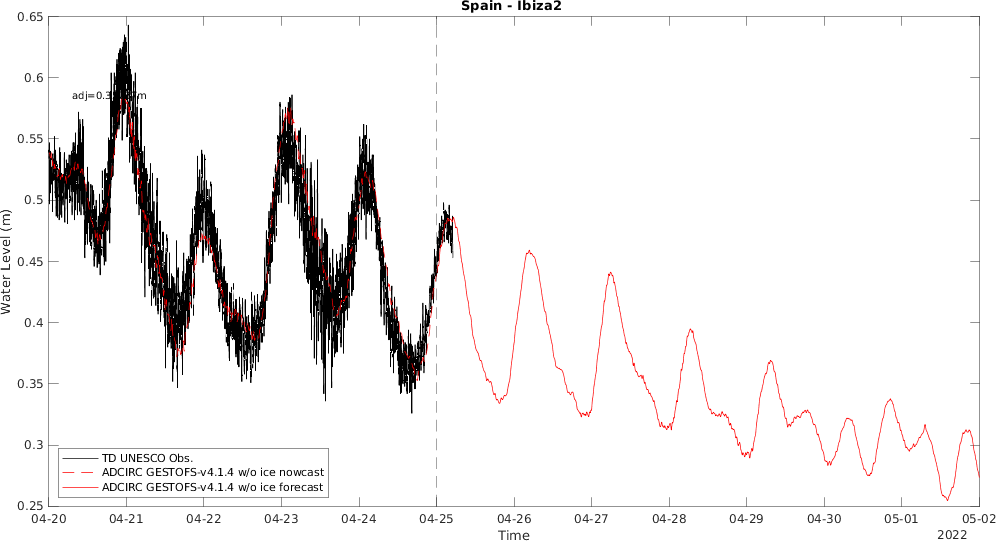 Spain - Ibiza2
0.65
0.6
0.55
0.5
0.45
0.4
0.35
0.3
0.25
Water Level (m)
TD UNESCO Obs.
ADCIRC GESTOFS-v4.1.4 w/o ice nowcast
ADCIRC GESTOFS-v4.1.4 w/o ice forecast
04-20 04-21 04-22 04-23 04-24 04-25 04-26 04-27 04-28 04-29 04-30 05-01 05-02
Time
2022